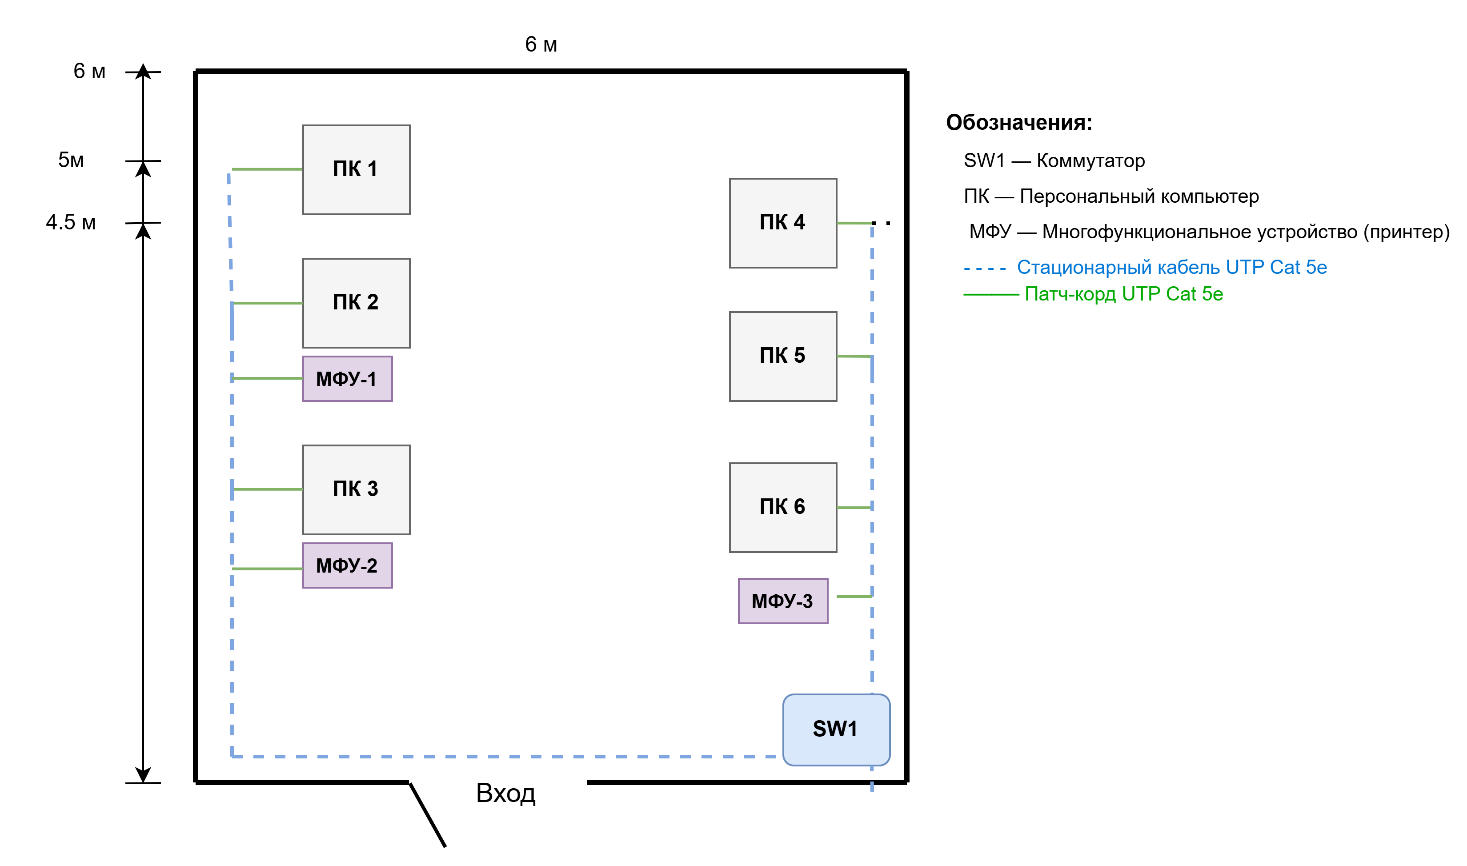 6 м
6 м
5м
4.5 м
ПК 1
ПК 2
МФУ-1
ПК 3
МФУ-2
ПК 4
ПК 5
ПК 6
МФУ-3
SW1
Вход
Обозначения:
SW1 — Коммутатор
ПК — Персональный компьютер
МФУ — Многофункциональное устройство (принтер)
- - - - Стационарный кабель UTP Cat 5e
——— Патч-корд UTP Cat 5e